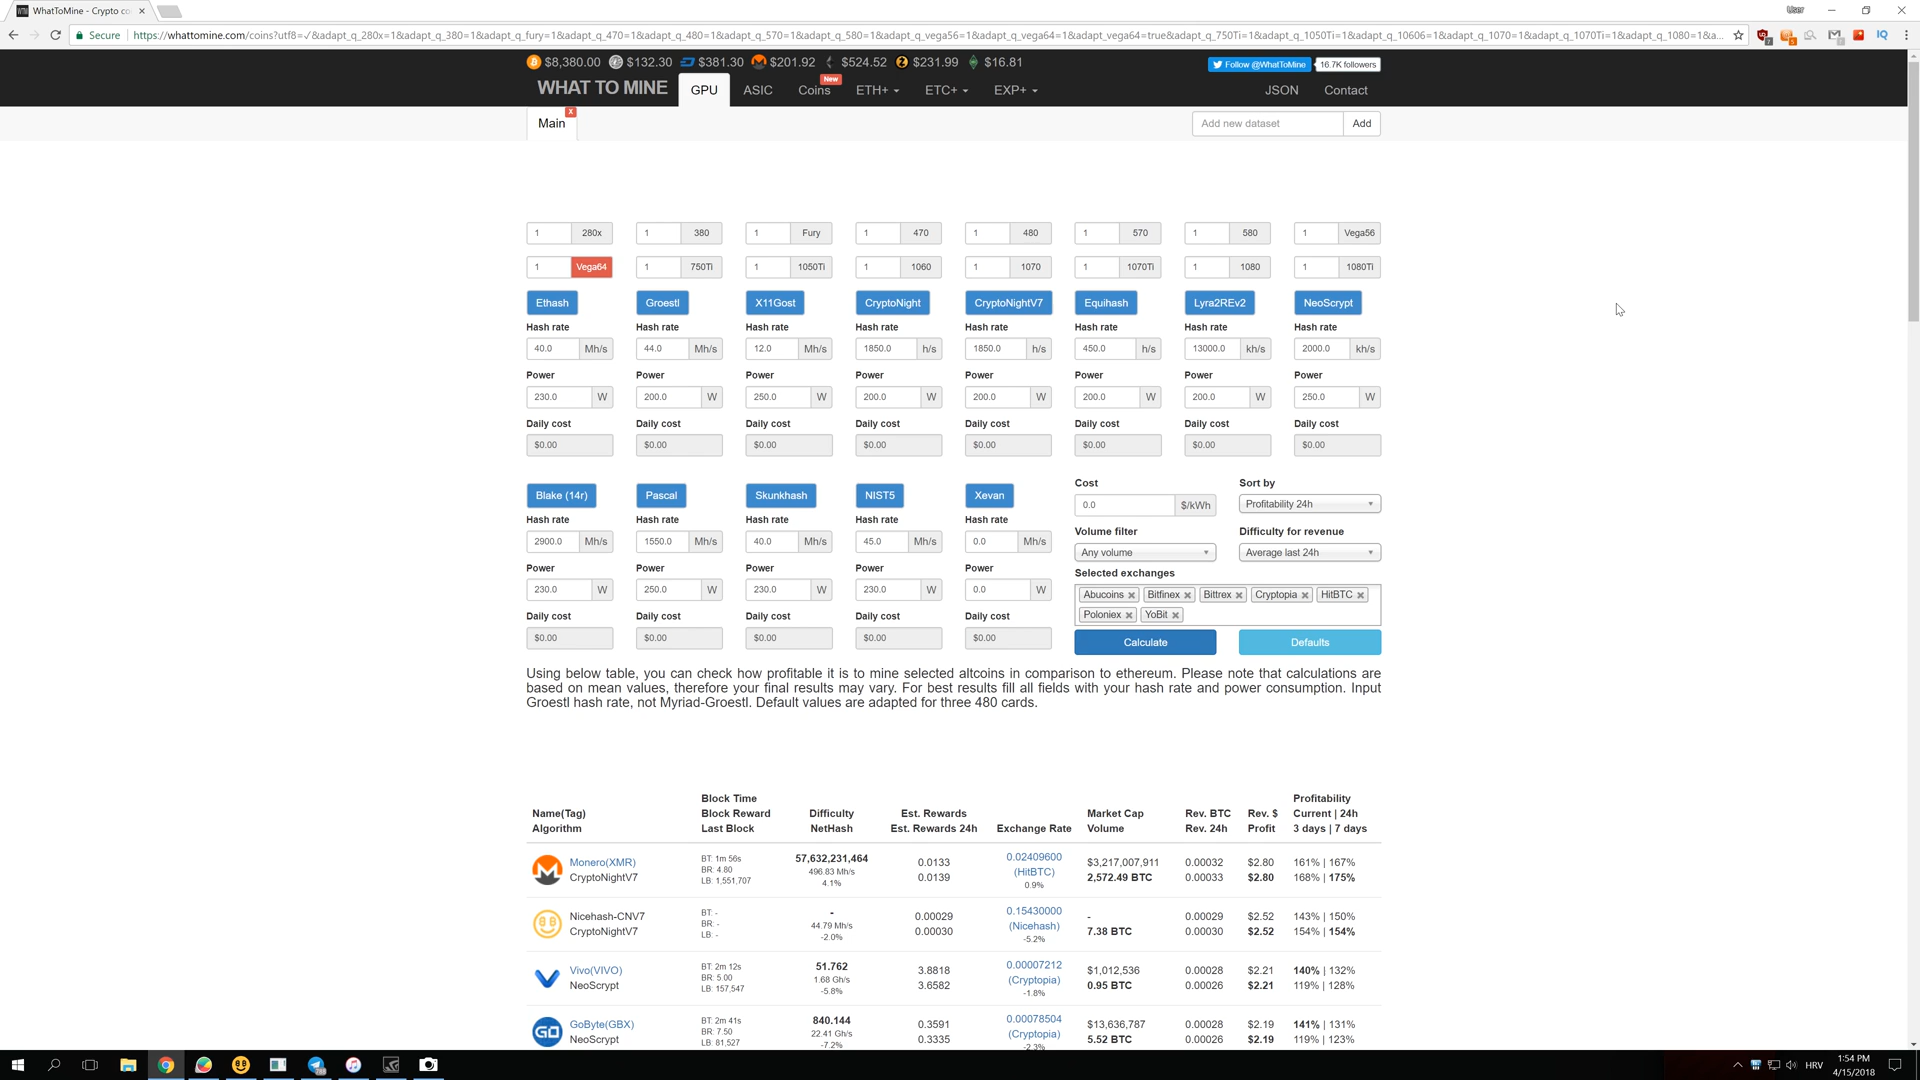 WhatToMine - Crypto co
User
Secure
https://whattomine.com/coins?utf8=✓&adapt_q_280x=1&adapt_q_380=1&adapt_q_fury=1&adapt_q_470=1&adapt_q_480=1&adapt_q_570=1&adapt_q_580=1&adapt_q_vega56=1&adapt_q_vega64=1&adapt_vega64=true&adapt_q_750Ti=1&adapt_q_1050Ti=1&adapt_q_10606=1&adapt_q_1070=1&adapt_q_1070Ti=1&adapt_q_1080=1&a...
$8,380.00 $132.30 $381.30 $201.92 $524.52 $231.99 $16.81
Follow @WhatToMine 16.7K followers
WHAT TO MINE GPU ASIC Coins New ETH+ ETC+ EXP+ JSON Contact
Main x Add new dataset Add
1 280x 1 380 1 Fury 1 470 1 480 1 570 1 580 1 Vega56
1 Vega64 1 750Ti 1 1050Ti 1 1060 1 1070 1 1070Ti 1 1080 1 1080Ti
Ethash Groestl X11Gost CryptoNight CryptoNightV7 Equihash Lyra2REv2 NeoScrypt
Hash rate Hash rate Hash rate Hash rate Hash rate Hash rate Hash rate Hash rate
40.0 Mh/s 44.0 Mh/s 12.0 Mh/s 1850.0 h/s 1850.0 h/s 450.0 h/s 13000.0 kh/s 2000.0 kh/s
Power Power Power Power Power Power Power Power
230.0 W 200.0 W 250.0 W 200.0 W 200.0 W 200.0 W 200.0 W 250.0 W
Daily cost Daily cost Daily cost Daily cost Daily cost Daily cost Daily cost Daily cost
$0.00 $0.00 $0.00 $0.00 $0.00 $0.00 $0.00 $0.00
Blake (14r) Pascal Skunkhash NIST5 Xevan
Hash rate Hash rate Hash rate Hash rate Hash rate
2900.0 Mh/s 1550.0 Mh/s 40.0 Mh/s 45.0 Mh/s 0.0 Mh/s
Power Power Power Power Power
230.0 W 250.0 W 230.0 W 230.0 W 0.0 W
Daily cost Daily cost Daily cost Daily cost Daily cost
$0.00 $0.00 $0.00 $0.00 $0.00
Cost Sort by
0.0 $/kWh Profitability 24h
Volume filter Difficulty for revenue
Any volume Average last 24h
Selected exchanges
Abucoins Bitfinex Bittrex Cryptopia HitBTC
Poloniex YoBit
Calculate Defaults
Using below table, you can check how profitable it is to mine selected altcoins in comparison to ethereum. Please note that calculations are
based on mean values, therefore your final results may vary. For best results fill all fields with your hash rate and power consumption. Input
Groestl hash rate, not Myriad-Groestl. Default values are adapted for three 480 cards.
Block Time Profitability
Name(Tag) Block Reward Difficulty Est. Rewards Market Cap Rev. BTC Rev. $ Current | 24h
Algorithm Last Block NetHash Est. Rewards 24h Exchange Rate Volume Rev. 24h Profit 3 days | 7 days
Monero(XMR) BT: 1m 56s 57,632,231,464 0.0133 0.02409600 $3,217,007,911 0.00032 $2.80 161% | 167%
CryptoNightV7 BR: 4.80 496.83 Mh/s 0.0139 (HitBTC) 2,572.49 BTC 0.00033 $2.80 168% | 175%
LB: 1,551,707 4.1% 0.9%
Nicehash-CNV7 BT: - - 0.00029 0.15430000 - 0.00029 $2.52 143% | 150%
CryptoNightV7 BR: - 44.79 Mh/s 0.00030 (Nicehash) 7.38 BTC 0.00030 $2.52 154% | 154%
LB: - -2.0% -5.2%
Vivo(VIVO) BT: 2m 12s 51.762 3.8818 0.00007212 $1,012,536 0.00028 $2.21 140% | 132%
NeoScrypt BR: 5.00 1.68 Gh/s 3.6582 (Cryptopia) 0.95 BTC 0.00026 $2.21 119% | 128%
LB: 157,547 -5.8% -1.8%
GO GoByte(GBX) BT: 2m 41s 840.144 0.3591 0.00078504 $13,636,787 0.00028 $2.19 141% | 131%
NeoScrypt BR: 7.50 22.41 Gh/s 0.3335 (Cryptopia) 5.52 BTC 0.00026 $2.19 119% | 123%
LB: 81,527 -7.2% -2.3%
HRV 1:54 PM
4/15/2018